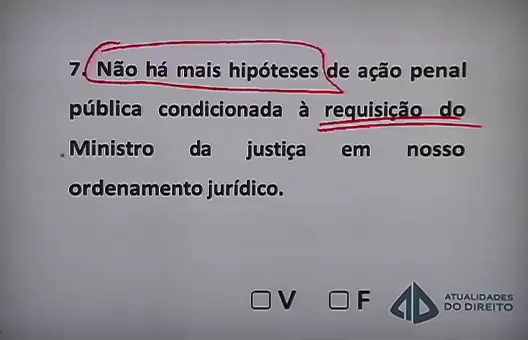 7. Não há mais hipóteses de ação penal
pública condicionada à requisição do
Ministro da justiça em nosso
ordenamento jurídico.
V F
ATUALIDADES
DO DIREITO